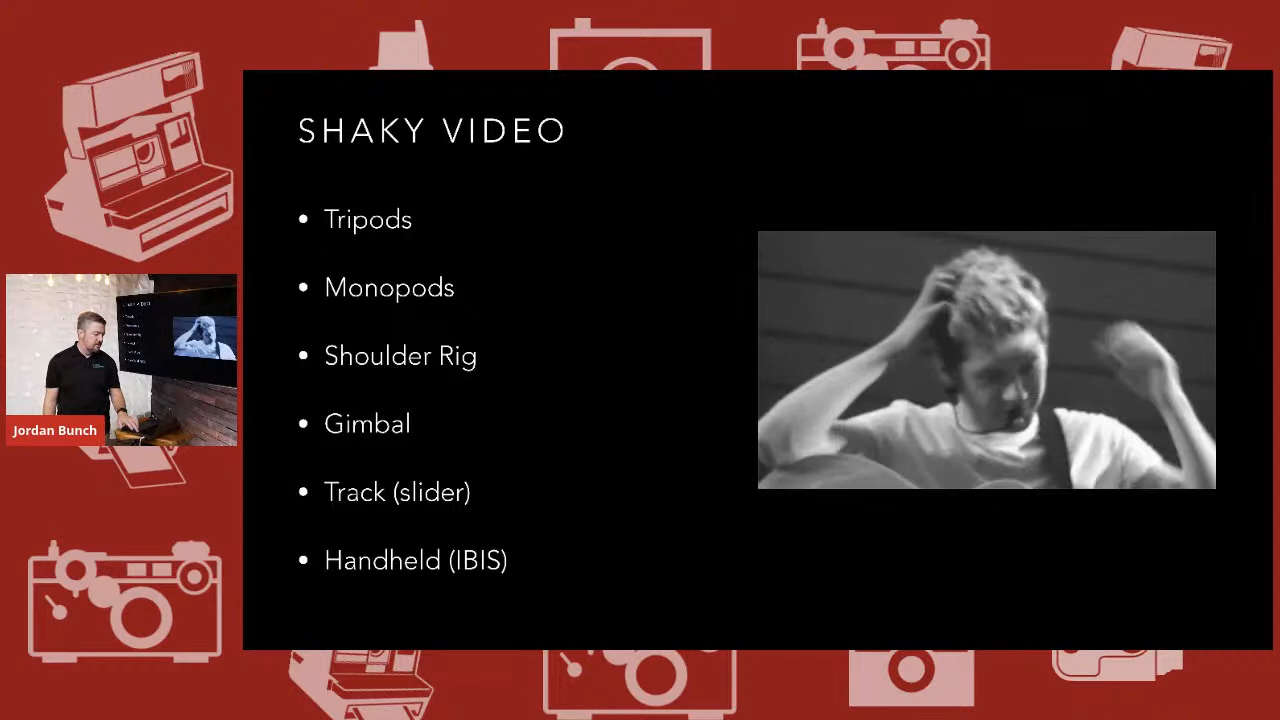 SHAKY VIDEO
• Tripods
• Monopods
• Shoulder Rig
• Gimbal
• Track (slider)
• Handheld (IBIS)
Jordan Bunch